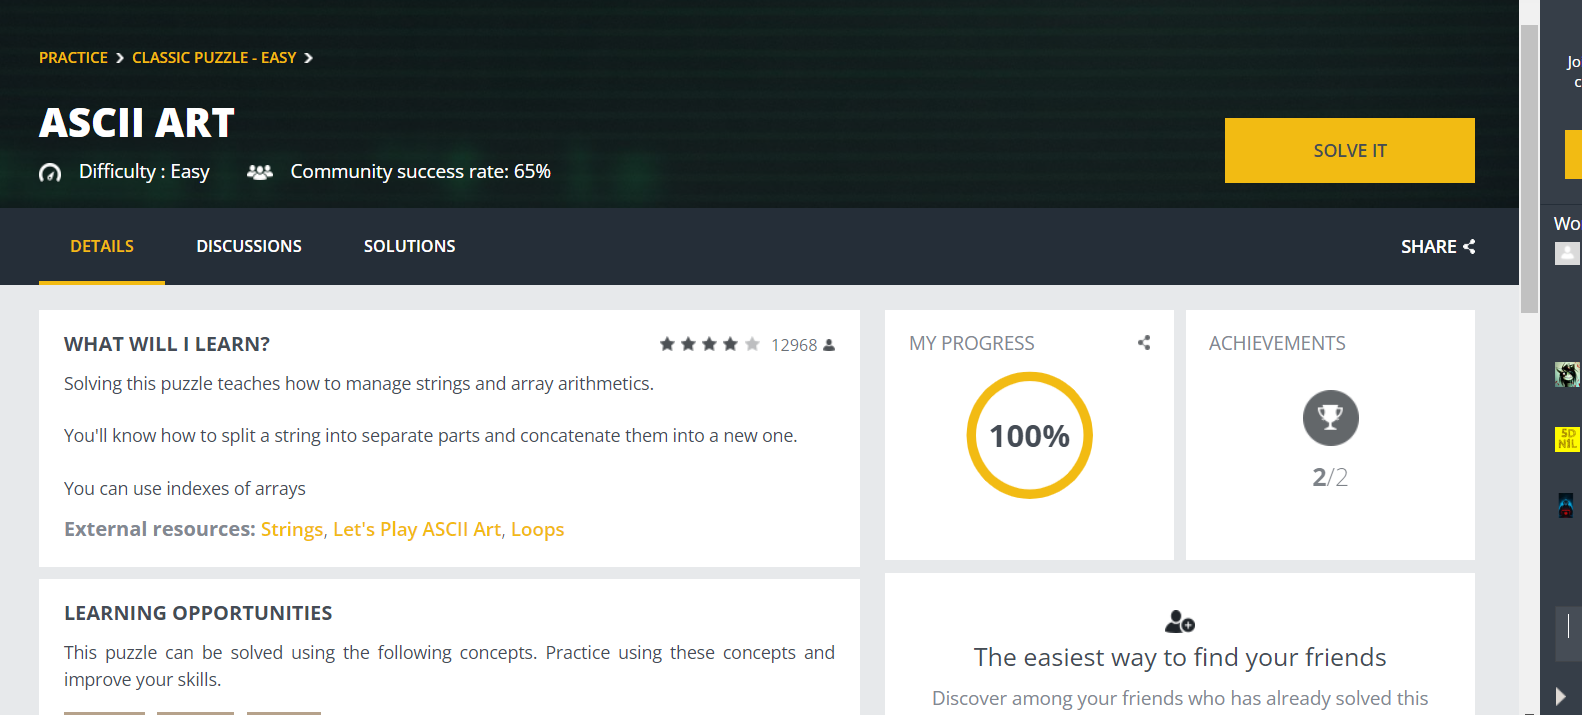 PRACTICE > CLASSIC PUZZLE - EASY >
ASCII ART
Difficulty : Easy
Community success rate: 65%
SOLVE IT
DETAILS
DISCUSSIONS
SOLUTIONS
SHARE
WHAT WILL I LEARN?
12968
Solving this puzzle teaches how to manage strings and array arithmetics.
You'll know how to split a string into separate parts and concatenate them into a new one.
You can use indexes of arrays
External resources: Strings, Let's Play ASCII Art, Loops
MY PROGRESS
100%
ACHIEVEMENTS
2/2
LEARNING OPPORTUNITIES
This puzzle can be solved using the following concepts. Practice using these concepts and
improve your skills.
The easiest way to find your friends
Discover among your friends who has already solved this
Jo
c
Wo
SD
N1L